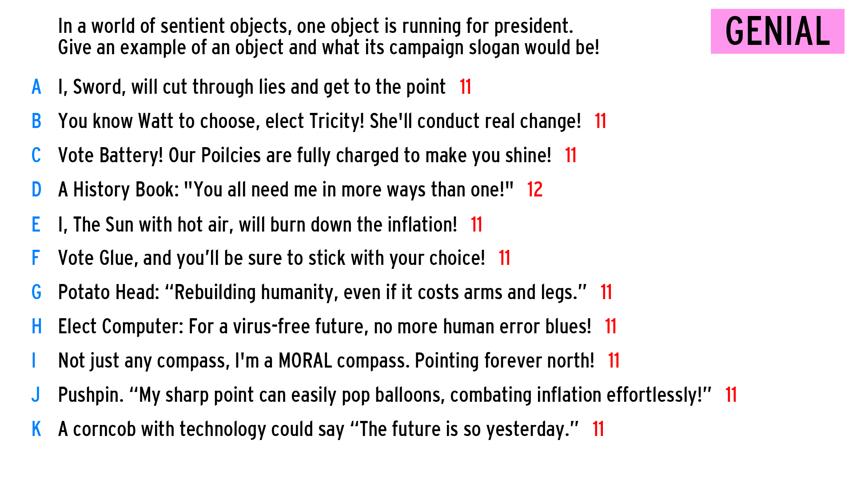 In a world of sentient objects, one object is running for president.
Give an example of an object and what its campaign slogan would be!
GENIAL
A I, Sword, will cut through lies and get to the point 11
B You know Watt to choose, elect Tricity! She'll conduct real change! 11
C Vote Battery! Our Poilcies are fully charged to make you shine! 11
D A History Book: "You all need me in more ways than one!" 12
E I, The Sun with hot air, will burn down the inflation! 11
F Vote Glue, and you’ll be sure to stick with your choice! 11
G Potato Head: “Rebuilding humanity, even if it costs arms and legs.” 11
H Elect Computer: For a virus-free future, no more human error blues! 11
I Not just any compass, I'm a MORAL compass. Pointing forever north! 11
J Pushpin. “My sharp point can easily pop balloons, combating inflation effortlessly!” 11
K A corncob with technology could say “The future is so yesterday.” 11